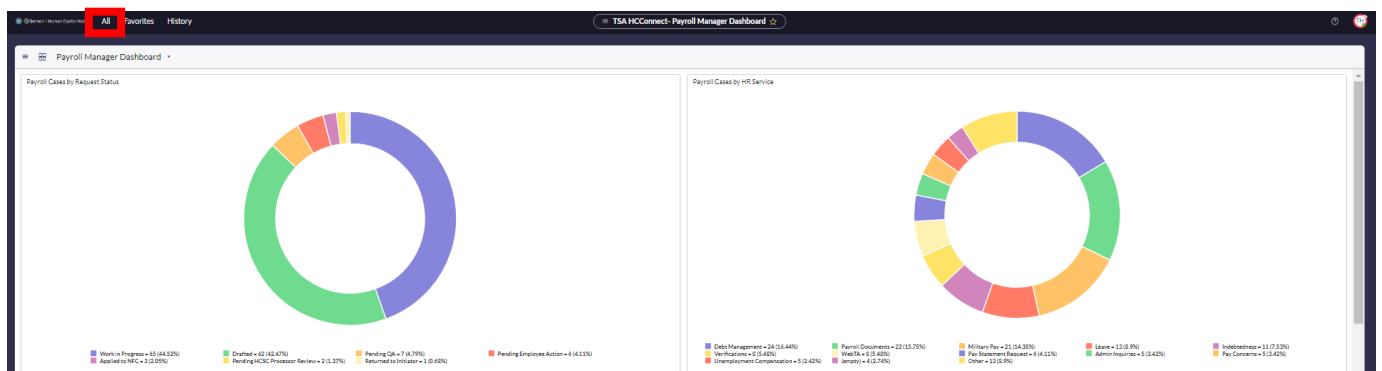 All Favorites History
TSA HCConnect- Payroll Manager Dashboard
TH
Payroll Manager Dashboard
Payroll Cases by Request Status
Payroll Cases by HR Service
Work in Progress = 65 (44.52%) Drafted = 62 (42.47%) Pending QA = 7 (4.79%) Pending Employee Action = 6 (4.11%)
Applied to NFC = 3 (2.05%) Pending HCSC Processor Review = 2 (1.37%) Returned to Initiator = 1 (0.68%)
Debt Management = 24 (16.44%) Payroll Documents = 23 (15.75%) Military Pay = 21 (14.38%) Leave = 13 (8.9%) Indebtedness = 11 (7.53%)
Verifications = 8 (5.48%) WebTA = 8 (5.48%) Pay Statement Request = 6 (4.11%) Admin Inquiries = 5 (3.42%) Pay Concerns = 5 (3.42%)
Unemployment Compensation = 5 (3.42%) (empty) = 4 (2.74%) Other = 13 (8.9%)